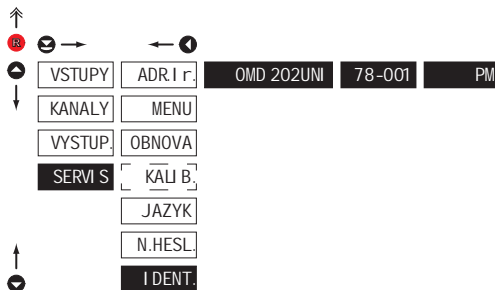 R
VSTUPY ADR.Ir. OMD 202UNI 78-001 PM
KANALY MENU
VYSTUP. OBNOVA
SERVIS KALIB.
JAZYK
N.HESL.
IDENT.